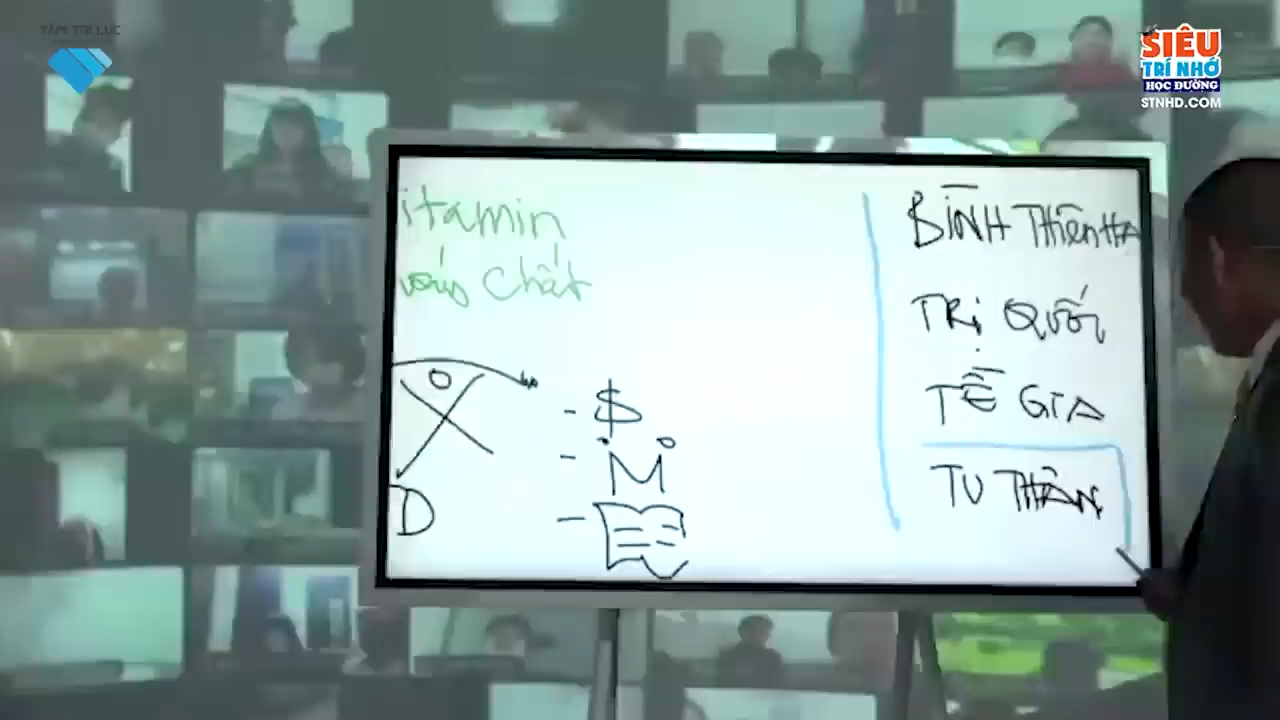 TÂM TRÍ LỰC
SIÊU
TRÍ NHỚ
HỌC ĐƯỜNG
STNHD.COM
itamin
Chất
O
D
- $
- M
BÌNH THIÊN HẠ
TRị QUỐC
TỀ GIA
TU THÂN